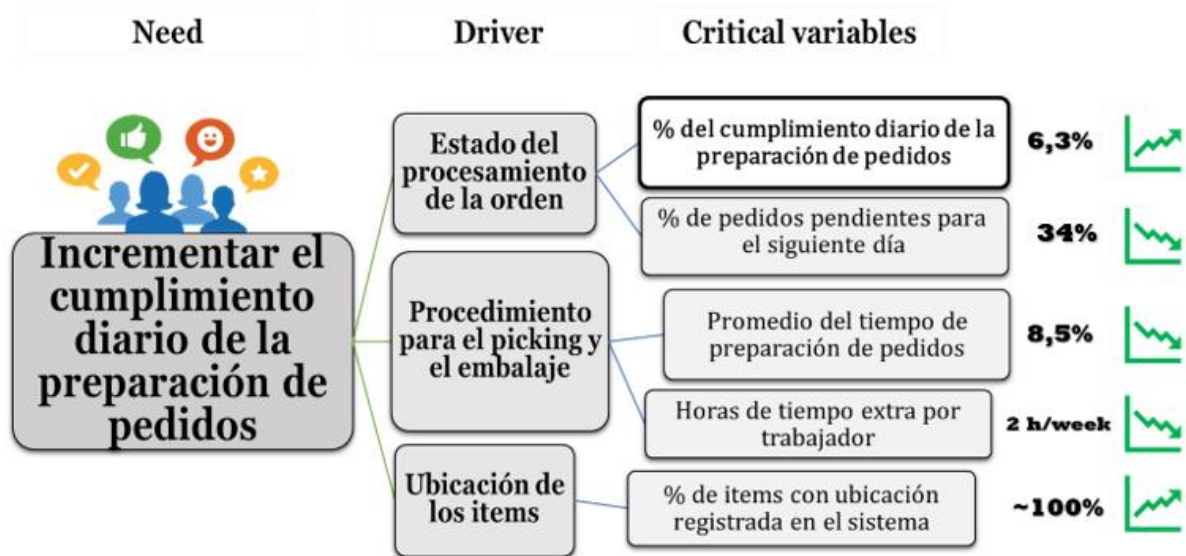 Need
Driver
Critical variables
Incrementar el
cumplimiento
diario de la
preparación de
pedidos
Estado del
procesamiento
de la orden
% del cumplimiento diario de la
preparación de pedidos
6,3%
% de pedidos pendientes para
el siguiente día
34%
Procedimiento
para el picking y
el embalaje
Promedio del tiempo de
preparación de pedidos
8,5%
Horas de tiempo extra por
trabajador
2 h/week
Ubicación de
los items
% de items con ubicación
registrada en el sistema
~100%